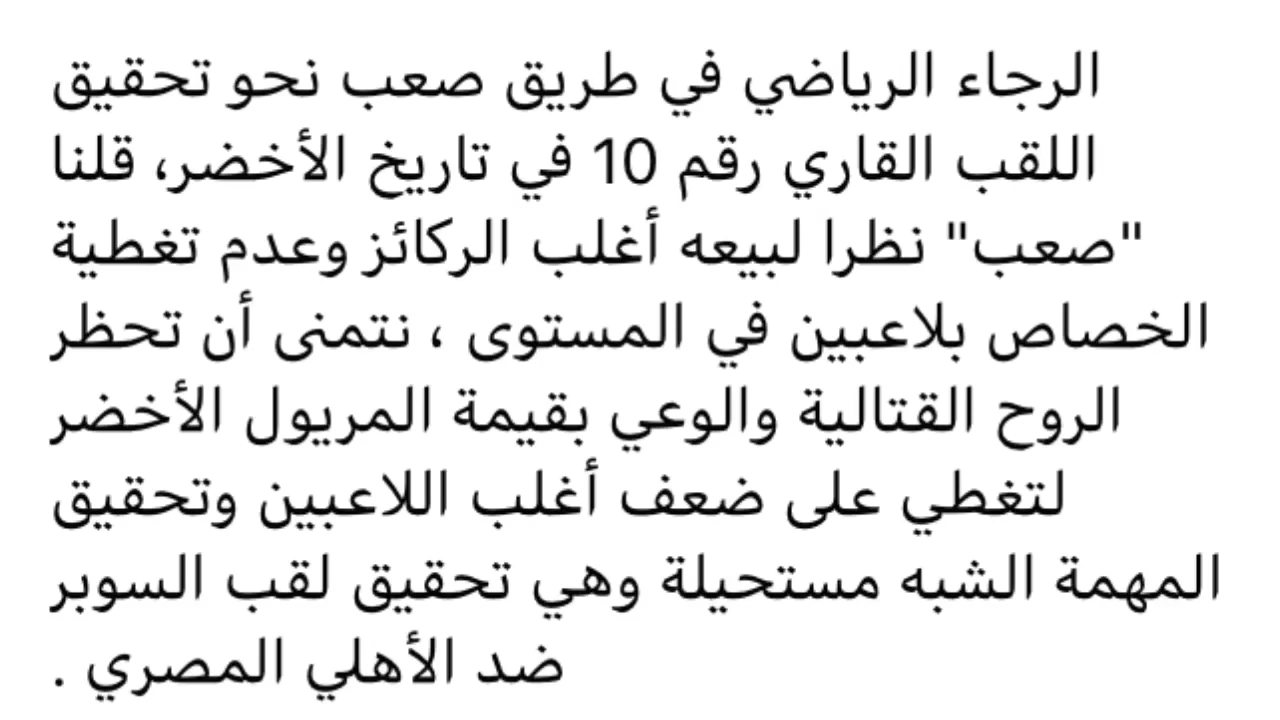 الرجاء الرياضي في طريق صعب نحو تحقيق
اللقب القاري رقم 10 في تاريخ الأخضر، قلنا
"صعب" نظرا لبيعه أغلب الركائز وعدم تغطية
الخصاص بلاعبين في المستوى ، نتمنى أن تحظر
الروح القتالية والوعي بقيمة المريول الأخضر
لتغطي على ضعف أغلب اللاعبين وتحقيق
المهمة الشبه مستحيلة وهي تحقيق لقب السوبر
ضد الأهلي المصري .